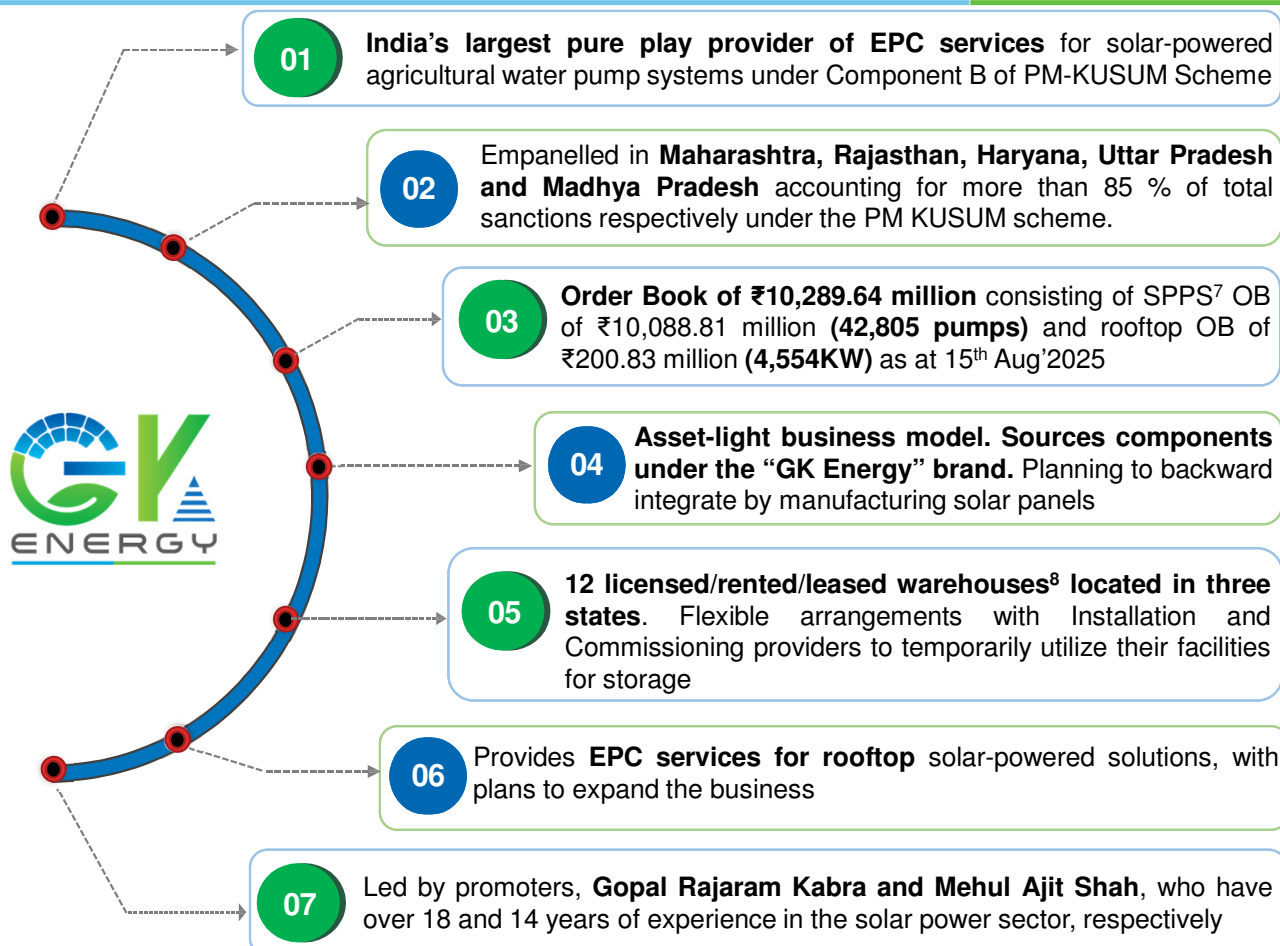 01
India’s largest pure play provider of EPC services for solar-powered
agricultural water pump systems under Component B of PM-KUSUM Scheme
02
Empanelled in Maharashtra, Rajasthan, Haryana, Uttar Pradesh
and Madhya Pradesh accounting for more than 85 % of total
sanctions respectively under the PM KUSUM scheme.
03
Order Book of ₹10,289.64 million consisting of SPPS⁷ OB
of ₹10,088.81 million (42,805 pumps) and rooftop OB of
₹200.83 million (4,554KW) as at 15th Aug’2025
GK
ENERGY
04
Asset-light business model. Sources components
under the “GK Energy” brand. Planning to backward
integrate by manufacturing solar panels
05
12 licensed/rented/leased warehouses⁸ located in three
states. Flexible arrangements with Installation and
Commissioning providers to temporarily utilize their facilities
for storage
06
Provides EPC services for rooftop solar-powered solutions, with
plans to expand the business
07
Led by promoters, Gopal Rajaram Kabra and Mehul Ajit Shah, who have
over 18 and 14 years of experience in the solar power sector, respectively